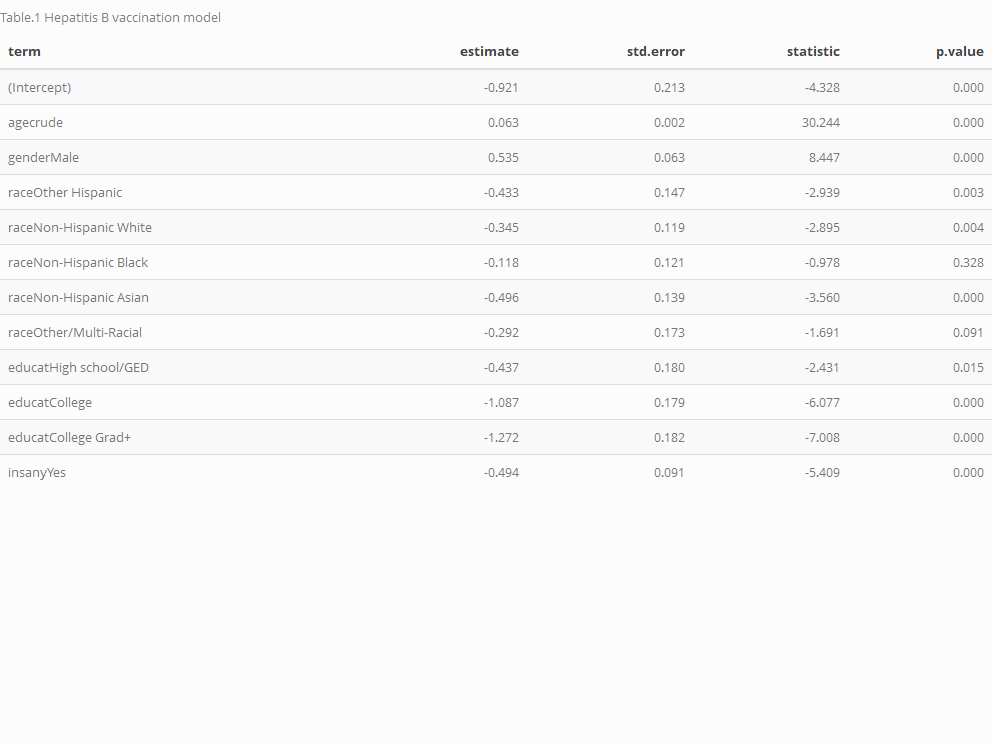 Table.1 Hepatitis B vaccination model
term estimate std.error statistic p.value
(Intercept) -0.921 0.213 -4.328 0.000
agecrude 0.063 0.002 30.244 0.000
genderMale 0.535 0.063 8.447 0.000
raceOther Hispanic -0.433 0.147 -2.939 0.003
raceNon-Hispanic White -0.345 0.119 -2.895 0.004
raceNon-Hispanic Black -0.118 0.121 -0.978 0.328
raceNon-Hispanic Asian -0.496 0.139 -3.560 0.000
raceOther/Multi-Racial -0.292 0.173 -1.691 0.091
educatHigh school/GED -0.437 0.180 -2.431 0.015
educatCollege -1.087 0.179 -6.077 0.000
educatCollege Grad+ -1.272 0.182 -7.008 0.000
insanyYes -0.494 0.091 -5.409 0.000